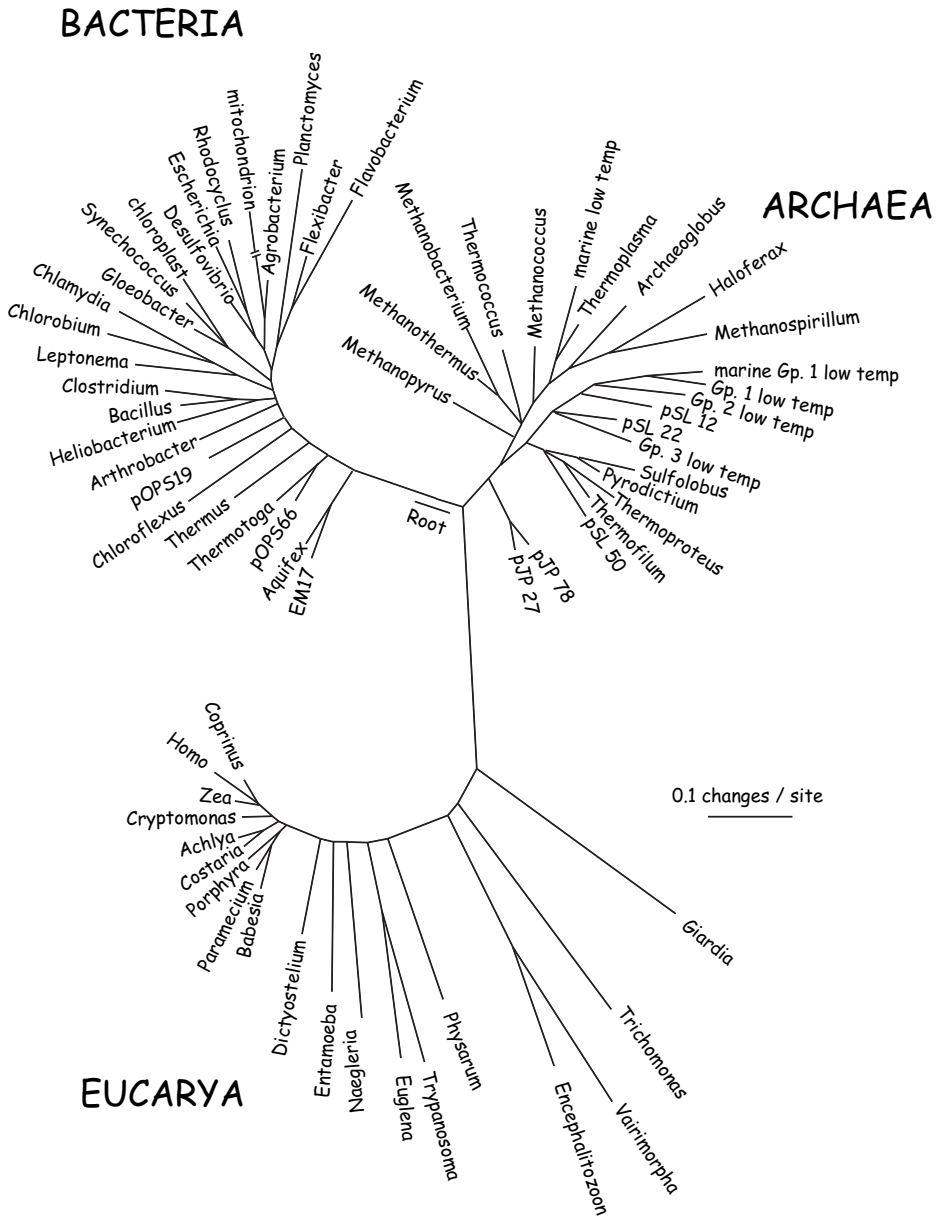 BACTERIA
Planctomyces
Flavobacterium
mitochondrion
Rhodocyclus
Escherichia
Desulfovibrio
Agrobacterium
Flexibacter
chloroplast
Synechococcus
Gloeobacter
Chlamydia
Chlorobium
Leptonema
Clostridium
Bacillus
Heliobacterium
Arthrobacter
pOPS19
Chloroflexus
Thermus
Thermotoga
pOPS66
Aquifex
EM17
Root
ARCHAEA
Methanopyrus
Methanothermus
Methanobacterium
Thermococcus
Methanococcus
marine low temp
Thermoplasma
Archaeoglobus
Haloferax
Methanospirillum
marine Gp. 1 low temp
Gp. 1 low temp
Gp. 2 low temp
pSL 12
pSL 22
Gp. 3 low temp
Sulfolobus
Pyrodictium
Thermoproteus
Thermofilum
pSL 50
pJP 78
pJP 27
0.1 changes / site
Coprinus
Homo
Zea
Cryptomonas
Achlya
Costaria
Porphyra
Paramecium
Babesia
Dictyostelium
Entamoeba
Naegleria
Euglena
Trypanosoma
Physarum
Encephalitozoon
Vairimorpha
Trichomonas
Giardia
EUCARYA